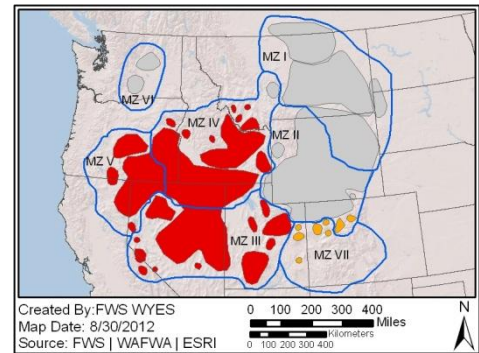 MZ I
MZ VI
MZ IV
MZ II
MZ V
MZ III
MZ VII
Created By:FWS WYES
Map Date: 8/30/2012
Source: FWS | WAFWA | ESRI
0 100 200 300 400
Miles
Kilometers
0 100 200 300 400
N